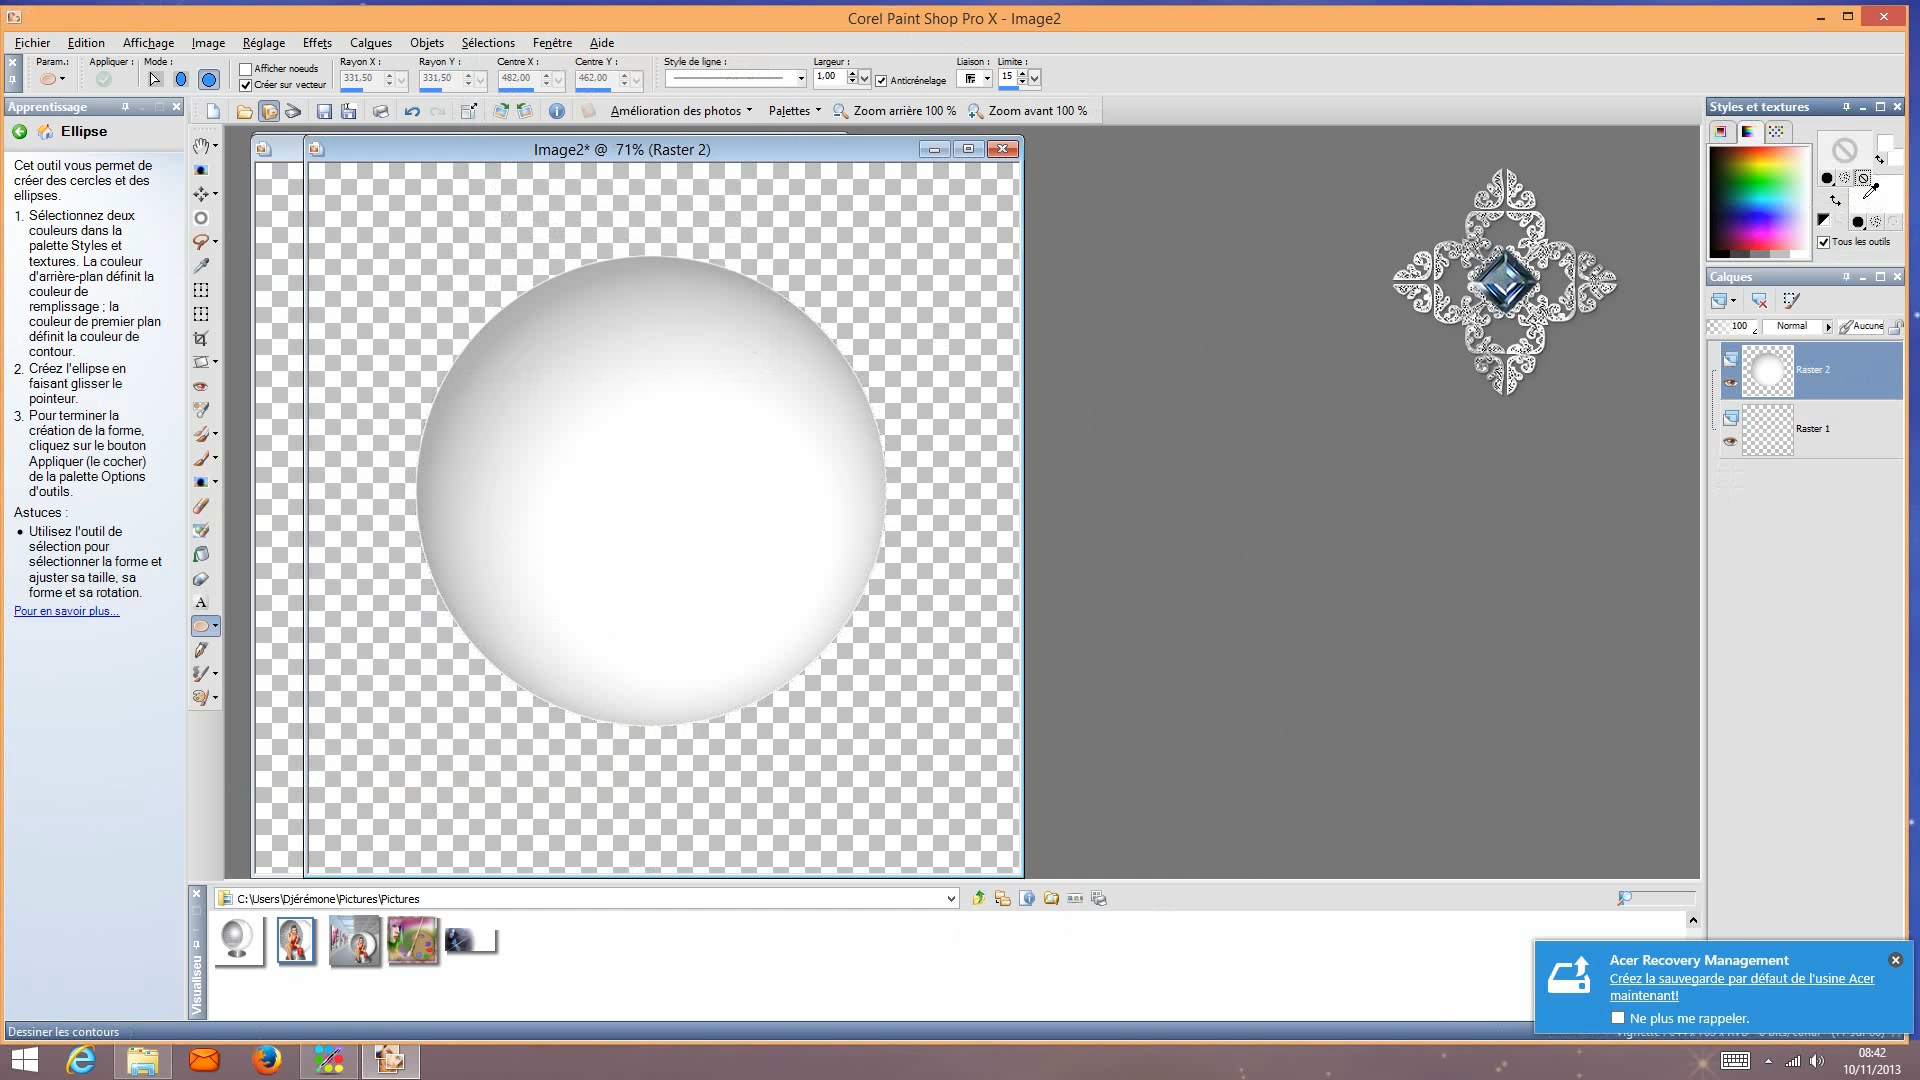 Corel Paint Shop Pro X - Image2
Fichier Edition Affichage Image Réglage Effets Calques Objets Sélections Fenêtre Aide
Param.: Appliquer : Mode : Rayon X : Rayon Y : Centre X : Centre Y : Style de ligne : Largeur : Liaison : Limite :
Afficher noeuds
331,50 331,50 482,00 462,00 1,00 Anticrénelage 15
Créer sur vecteur
Apprentissage
Amélioration des photos Palettes Zoom arrière 100 % Zoom avant 100 %
Ellipse
Cet outil vous permet de
créer des cercles et des
ellipses.
1. Sélectionnez deux
couleurs dans la
palette Styles et
textures. La couleur
d'arrière-plan définit la
couleur de
remplissage ; la
couleur de premier plan
définit la couleur de
contour.
2. Créez l'ellipse en
faisant glisser le
pointeur.
3. Pour terminer la
création de la forme,
cliquez sur le bouton
Appliquer (le cocher)
de la palette Options
d'outils.
Astuces :
• Utilisez l'outil de
sélection pour
sélectionner la forme et
ajuster sa taille, sa
forme et sa rotation.
Pour en savoir plus...
Image2* @ 71% (Raster 2)
Styles et textures
Tous les outils
Calques
100 Normal Aucune
Raster 2
Raster 1
C:\Users\Djérémone\Pictures\Pictures
Visualiseu
Acer Recovery Management
Créez la sauvegarde par défaut de l'usine Acer
maintenant!
Ne plus me rappeler.
Dessiner les contours
08:42
10/11/2013